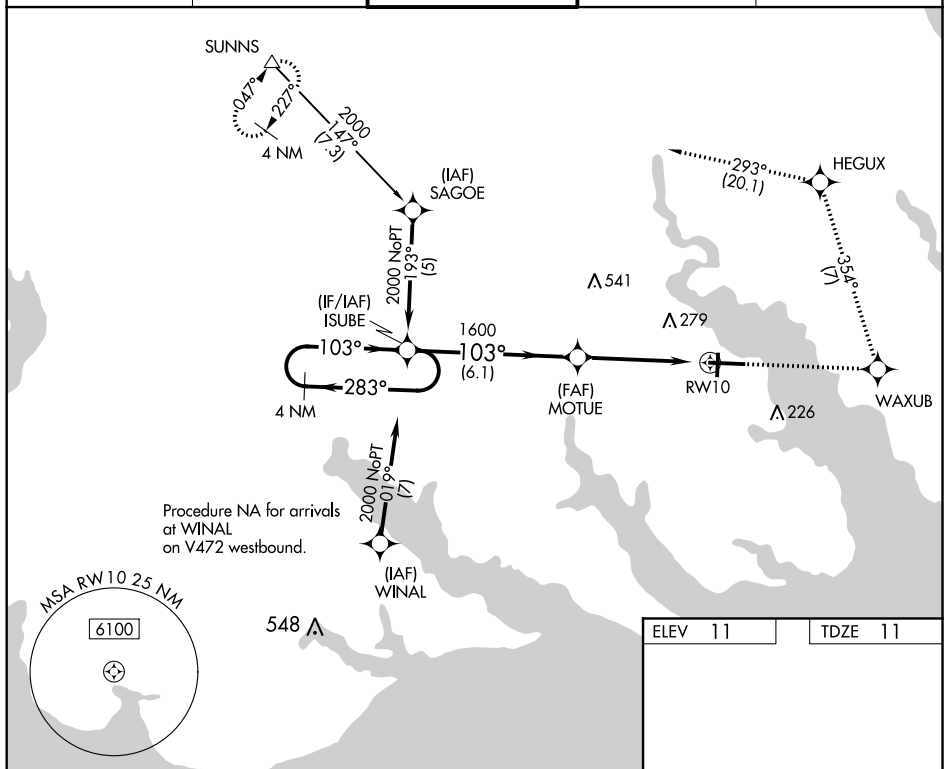 SUNNS
047°
227°
4 NM
2000
147°
(7.3)
(IAF)
SAGOE
2000 NoPT
193°
(5)
293°
(20.1)
HEGUX
354°
(7)
541
279
(IF/IAF)
ISUBE
103°
283°
4 NM
1600
103°
(6.1)
(FAF)
MOTUE
RW10
WAXUB
226
2000 NoPT
019°
(7)
Procedure NA for arrivals
at WINAL
on V472 westbound.
(IAF)
WINAL
MSA RW10 25 NM
6100
548
ELEV 11
TDZE 11